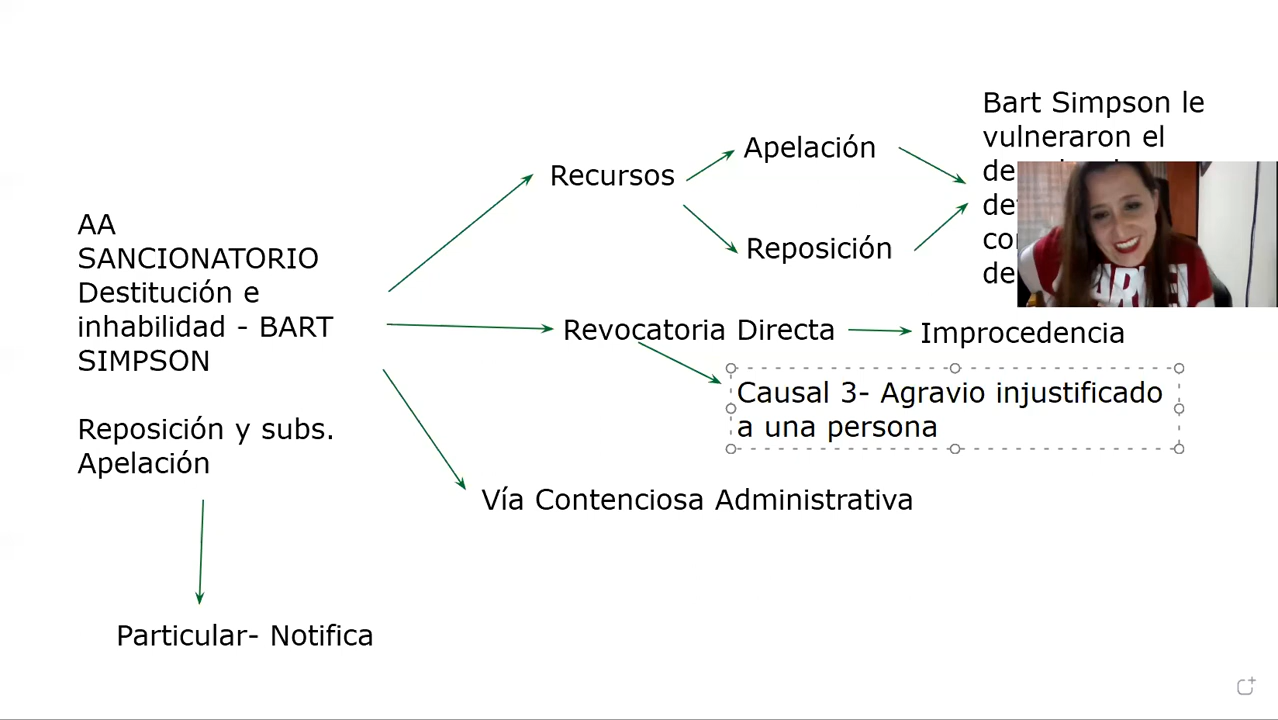 AA
SANCIONATORIO
Destitución e
inhabilidad - BART
SIMPSON
Reposición y subs.
Apelación
Particular- Notifica
Recursos
Apelación
Reposición
Bart Simpson le
vulneraron el
Revocatoria Directa
Improcedencia
Causal 3- Agravio injustificado
a una persona
Vía Contenciosa Administrativa